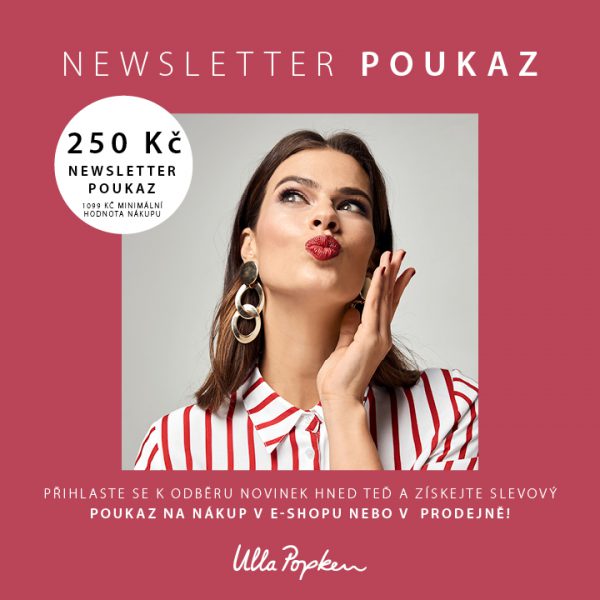 NEWSLETTER POUKAZ
250 Kč
NEWSLETTER
POUKAZ
1099 KČ MINIMÁLNÍ
HODNOTA NÁKUPU
PŘIHLASTE SE K ODBĚRU NOVINEK HNED TEĎ A ZÍSKEJTE SLEVOVÝ
POUKAZ NA NÁKUP V E-SHOPU NEBO V PRODEJNĚ!
Ulla Popken